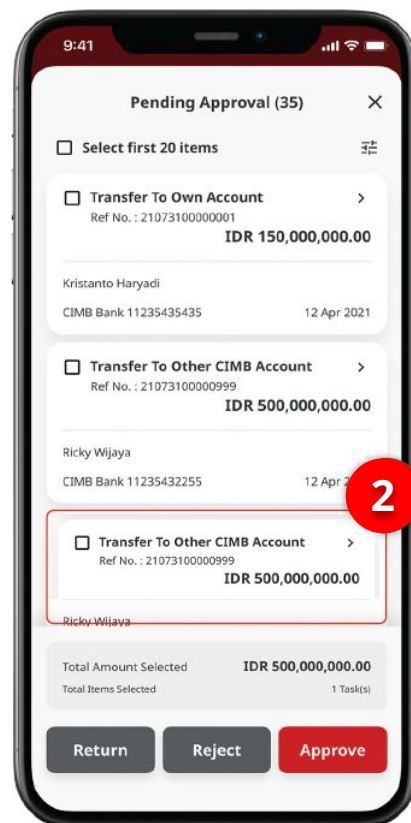 9:41
Pending Approval (35)
Select first 20 items
Transfer To Own Account
Ref No. : 21073100000001
IDR 150,000,000.00
Kristanto Haryadi
CIMB Bank 11235435435 12 Apr 2021
Transfer To Other CIMB Account
Ref No. : 21073100000999
IDR 500,000,000.00
Ricky Wijaya
CIMB Bank 11235432255 12 Apr
2
Transfer To Other CIMB Account
Ref No. : 21073100000999
IDR 500,000,000.00
Ricky Wijaya
Total Amount Selected IDR 500,000,000.00
Total Items Selected 1 Task(s)
Return Reject Approve